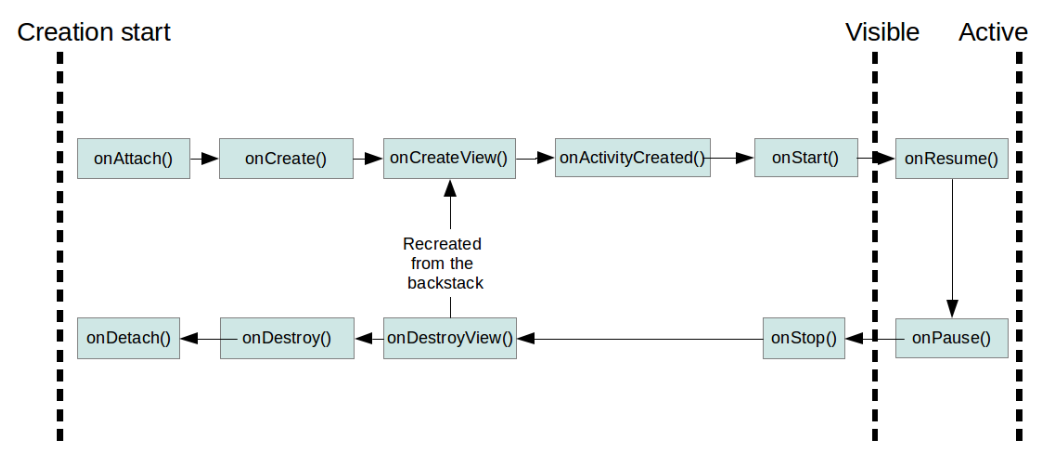 Creation start
Visible
Active
onAttach()
onCreate()
onCreateView()
onActivityCreated()
onStart()
onResume()
Recreated
from the
backstack
onDetach()
onDestroy()
onDestroyView()
onStop()
onPause()